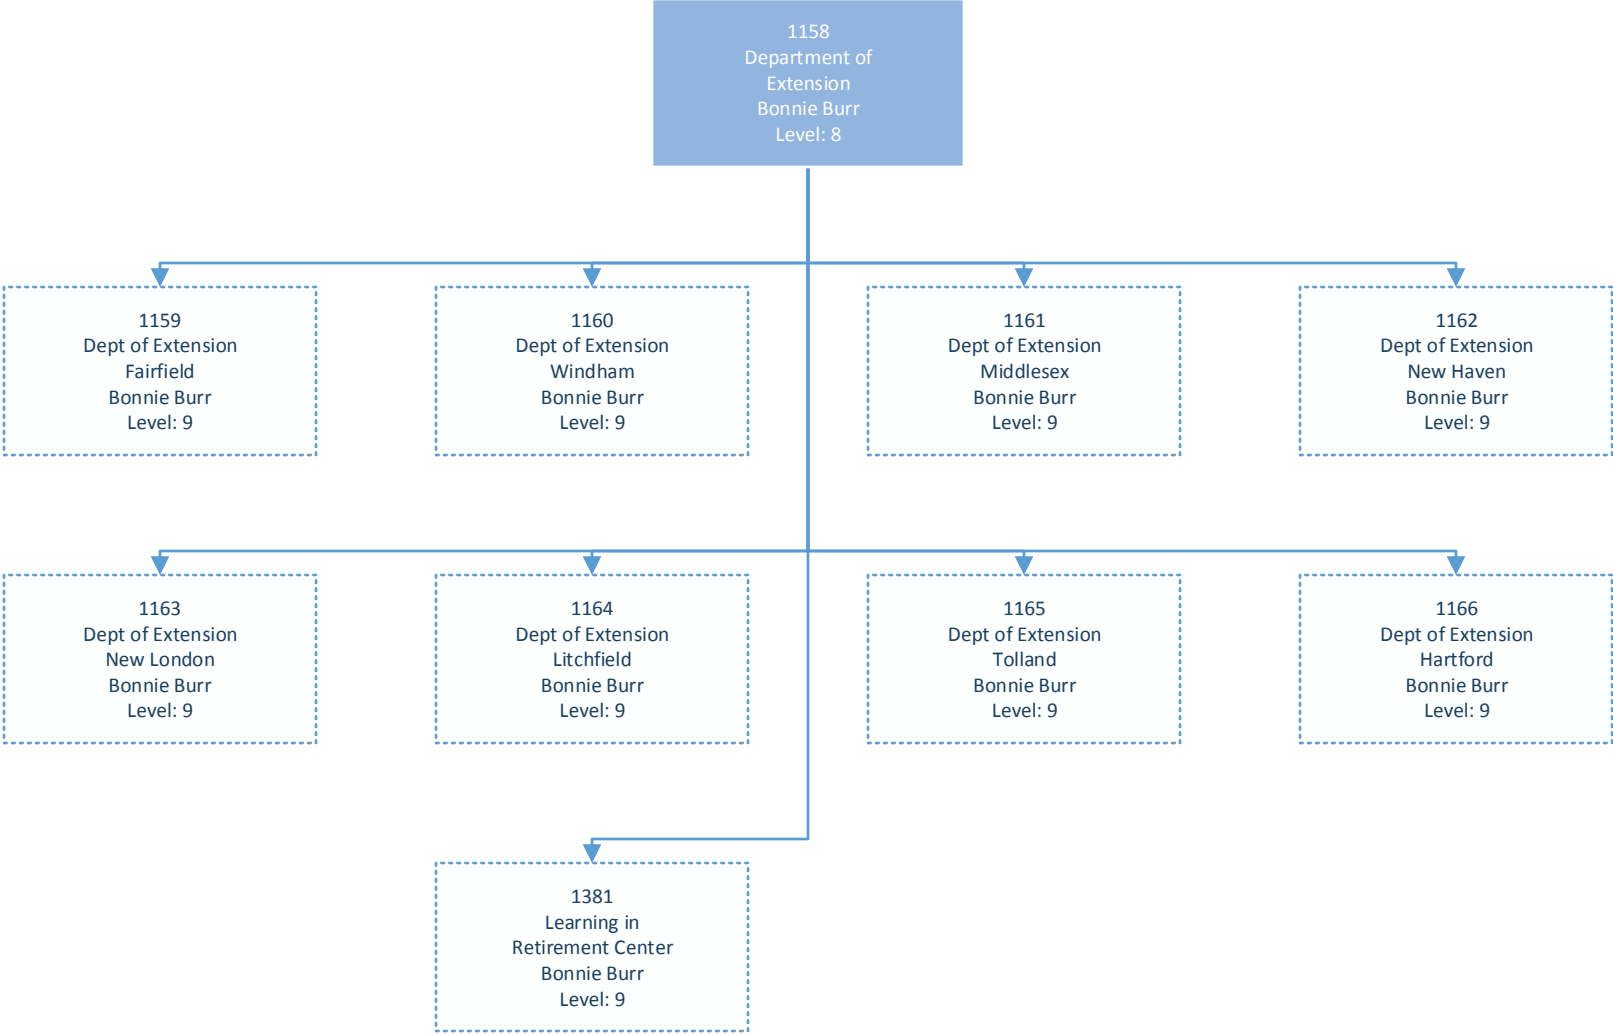 1158
Department of
Extension
Bonnie Burr
Level: 8
1159
Dept of Extension
Fairfield
Bonnie Burr
Level: 9
1160
Dept of Extension
Windham
Bonnie Burr
Level: 9
1161
Dept of Extension
Middlesex
Bonnie Burr
Level: 9
1162
Dept of Extension
New Haven
Bonnie Burr
Level: 9
1163
Dept of Extension
New London
Bonnie Burr
Level: 9
1164
Dept of Extension
Litchfield
Bonnie Burr
Level: 9
1165
Dept of Extension
Tolland
Bonnie Burr
Level: 9
1166
Dept of Extension
Hartford
Bonnie Burr
Level: 9
1381
Learning in
Retirement Center
Bonnie Burr
Level: 9